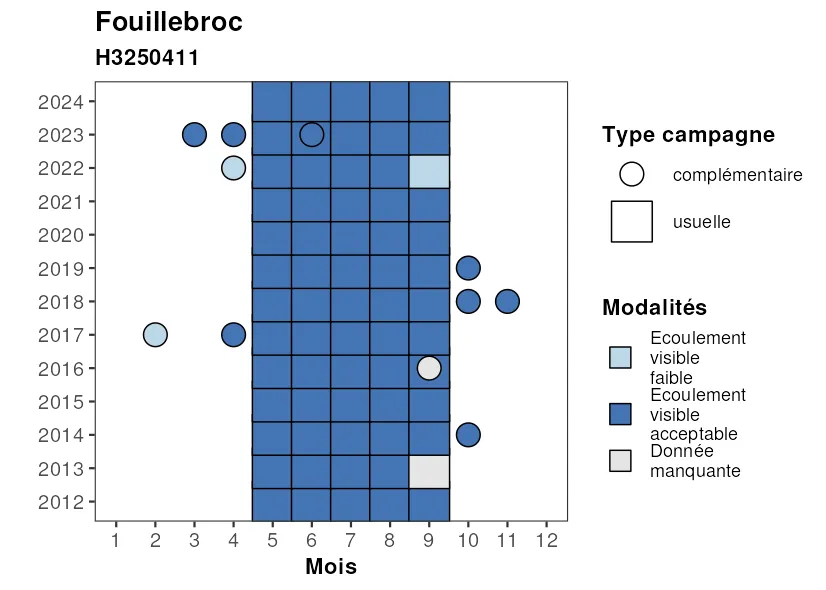 Fouillebroc
H3250411
2024
2023
2022
2021
2020
2019
2018
2017
2016
2015
2014
2013
2012
1 2 3 4 5 6 7 8 9 10 11 12
Mois
Type campagne
complémentaire
usuelle
Modalités
Ecoulement
visible
faible
Ecoulement
visible
acceptable
Donnée
manquante